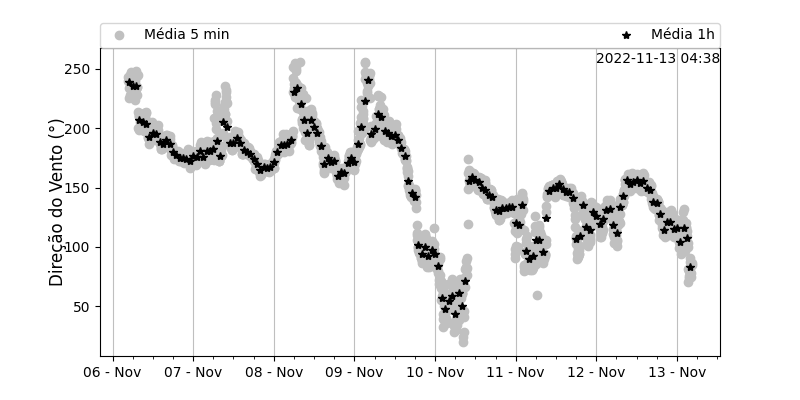 Média 5 min
Média 1h
2022-11-13 04:38
Direção do Vento (°)
250
200
150
100
50
06 - Nov
07 - Nov
08 - Nov
09 - Nov
10 - Nov
11 - Nov
12 - Nov
13 - Nov